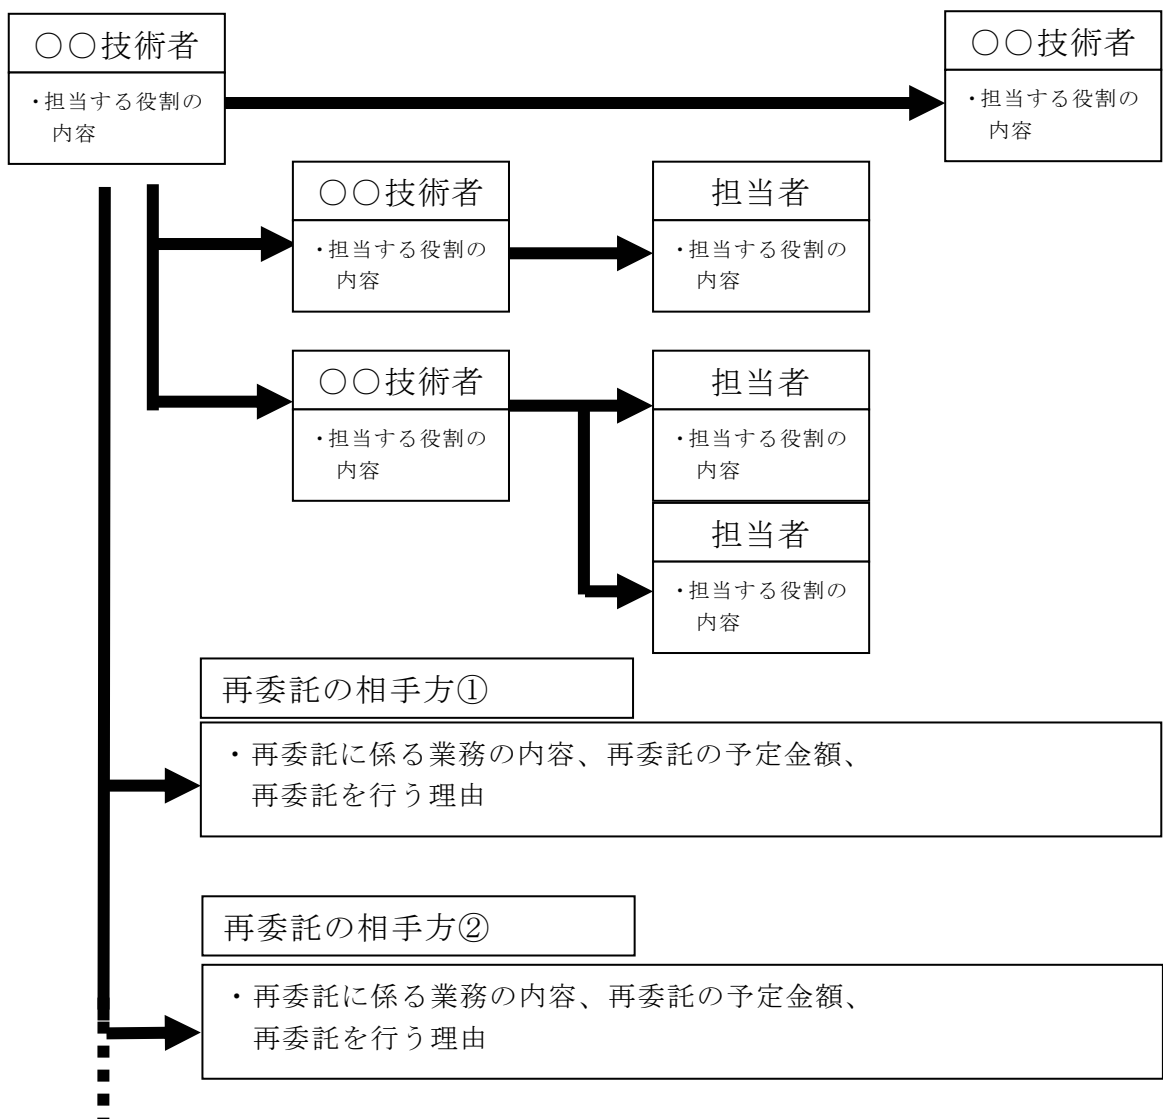 ○○技術者
・担当する役割の
内容
○○技術者
・担当する役割の
内容
○○技術者
・担当する役割の
内容
担当者
・担当する役割の
内容
○○技術者
・担当する役割の
内容
担当者
・担当する役割の
内容
担当者
・担当する役割の
内容
再委託の相手方①
・再委託に係る業務の内容、再委託の予定金額、
再委託を行う理由
再委託の相手方②
・再委託に係る業務の内容、再委託の予定金額、
再委託を行う理由